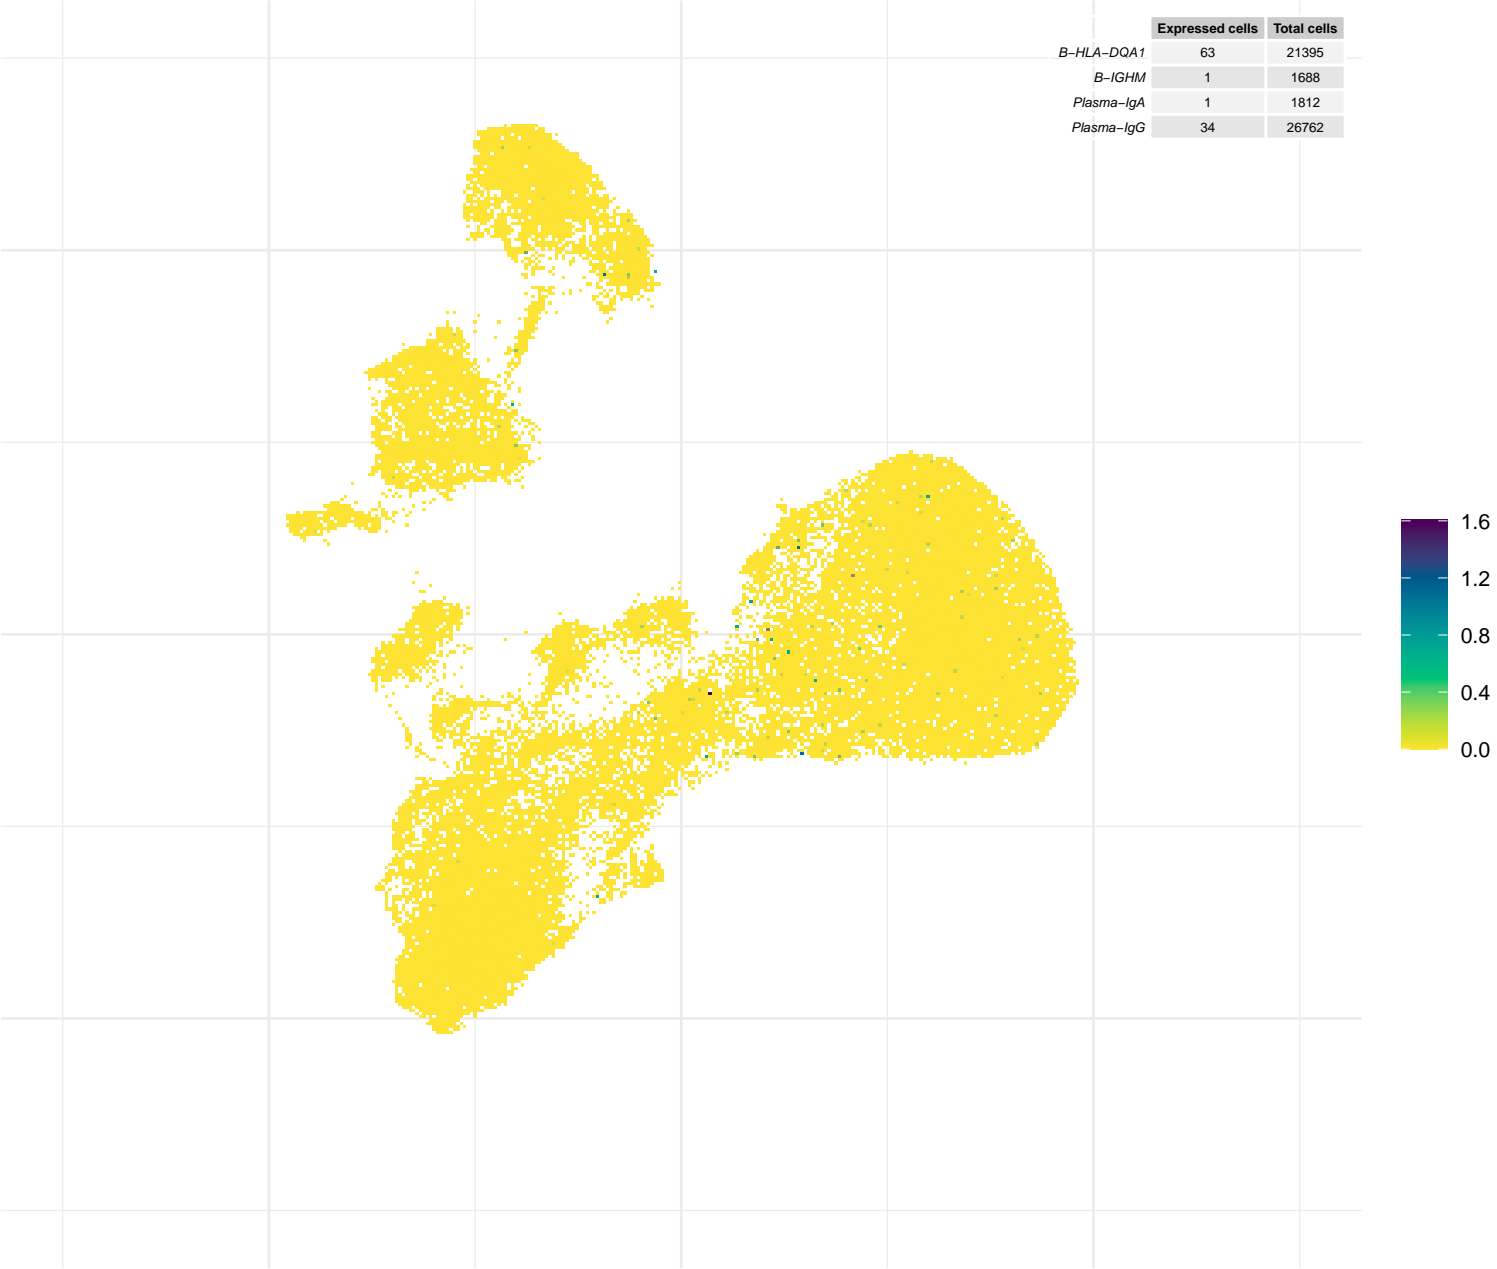 Expressed cells Total cells
B−HLA−DQA1 63 21395
B−IGHM 1 1688
Plasma−IgA 1 1812
Plasma−IgG 34 26762
1.6
1.2
0.8
0.4
0.0